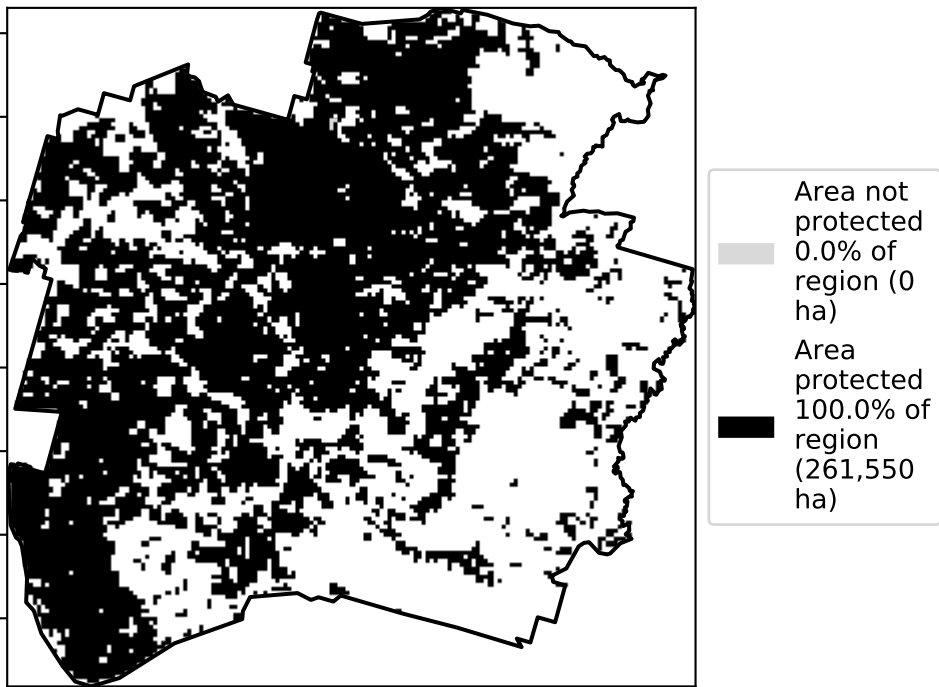 Area not
protected
0.0% of
region (0
ha)
Area
protected
100.0% of
region
(261,550
ha)